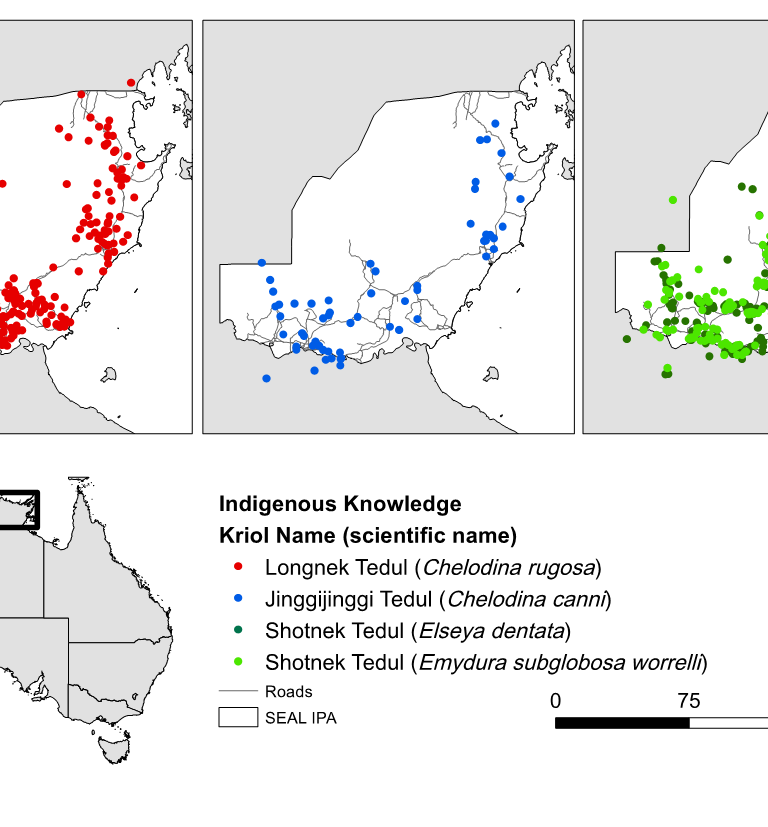 Indigenous Knowledge
Kriol Name (scientific name)
Longnek Tedul (Chelodina rugosa)
Jinggijinggi Tedul (Chelodina canni)
Shotnek Tedul (Elseya dentata)
Shotnek Tedul (Emydura subglobosa worrelli)
Roads
SEAL IPA
0 75